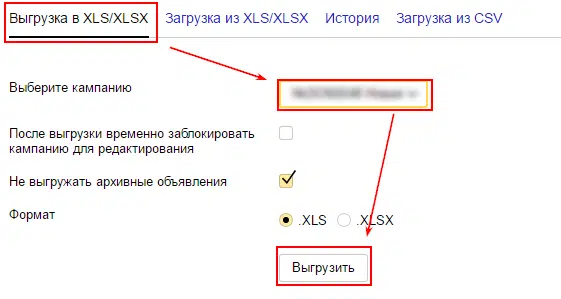 Выгрузка в XLS/XLSX Загрузка из XLS/XLSX История Загрузка из CSV
Выберите кампанию
После выгрузки временно заблокировать
кампанию для редактирования
Не выгружать архивные объявления
Формат .XLS .XLSX
Выгрузить